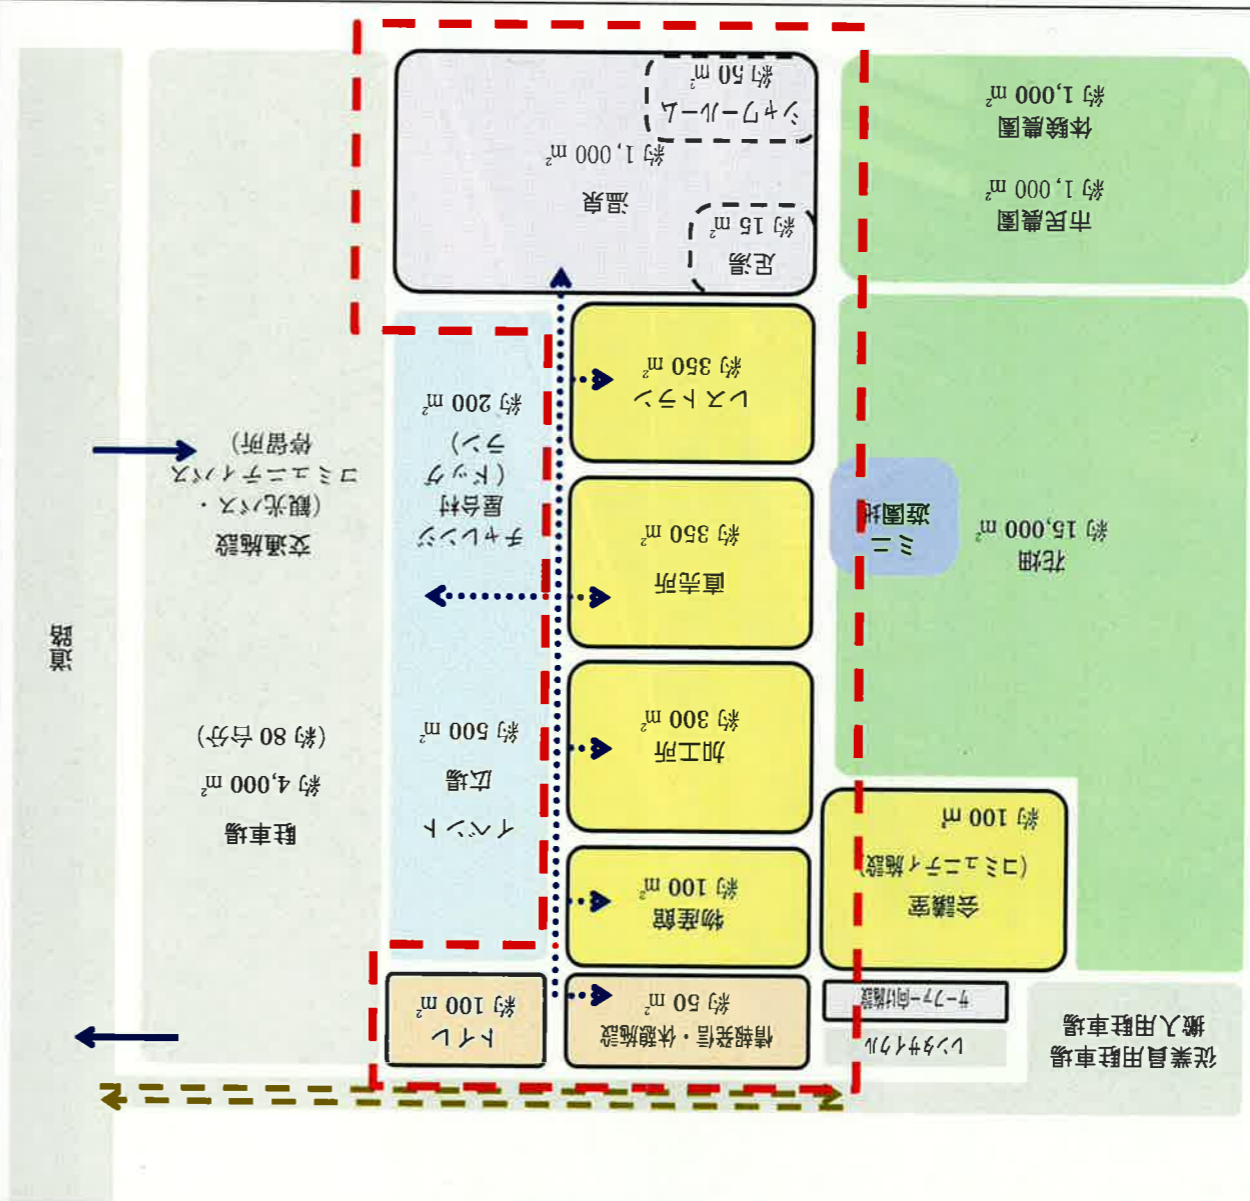 従業員用駐車場
搬入用駐車場
レンタサイクル
サーファー向け施設
情報発信・休憩施設
約 50 m²
トイレ
約 100 m²
会議室
(コミュニティ施設)
約 100 ㎡
物産館
約 100 m²
加工所
約 300 m²
イベント
広場
約 500 m²
駐車場
約 4,000 m²
(約 80 台分)
道路
花畑
約 15,000 m²
ミニ
遊園地
直売所
約 350 m²
チャレンジ
屋台村
(ドッグ
ラン)
約 200 m²
交通施設
(観光バス・
コミュニティバス
停留所)
レストラン
約 350 m²
市民農園
約 1,000 m²
体験農園
約 1,000 m²
足湯
約 15 m²
温泉
約 1,000 m²
シャワールーム
約 50 m²